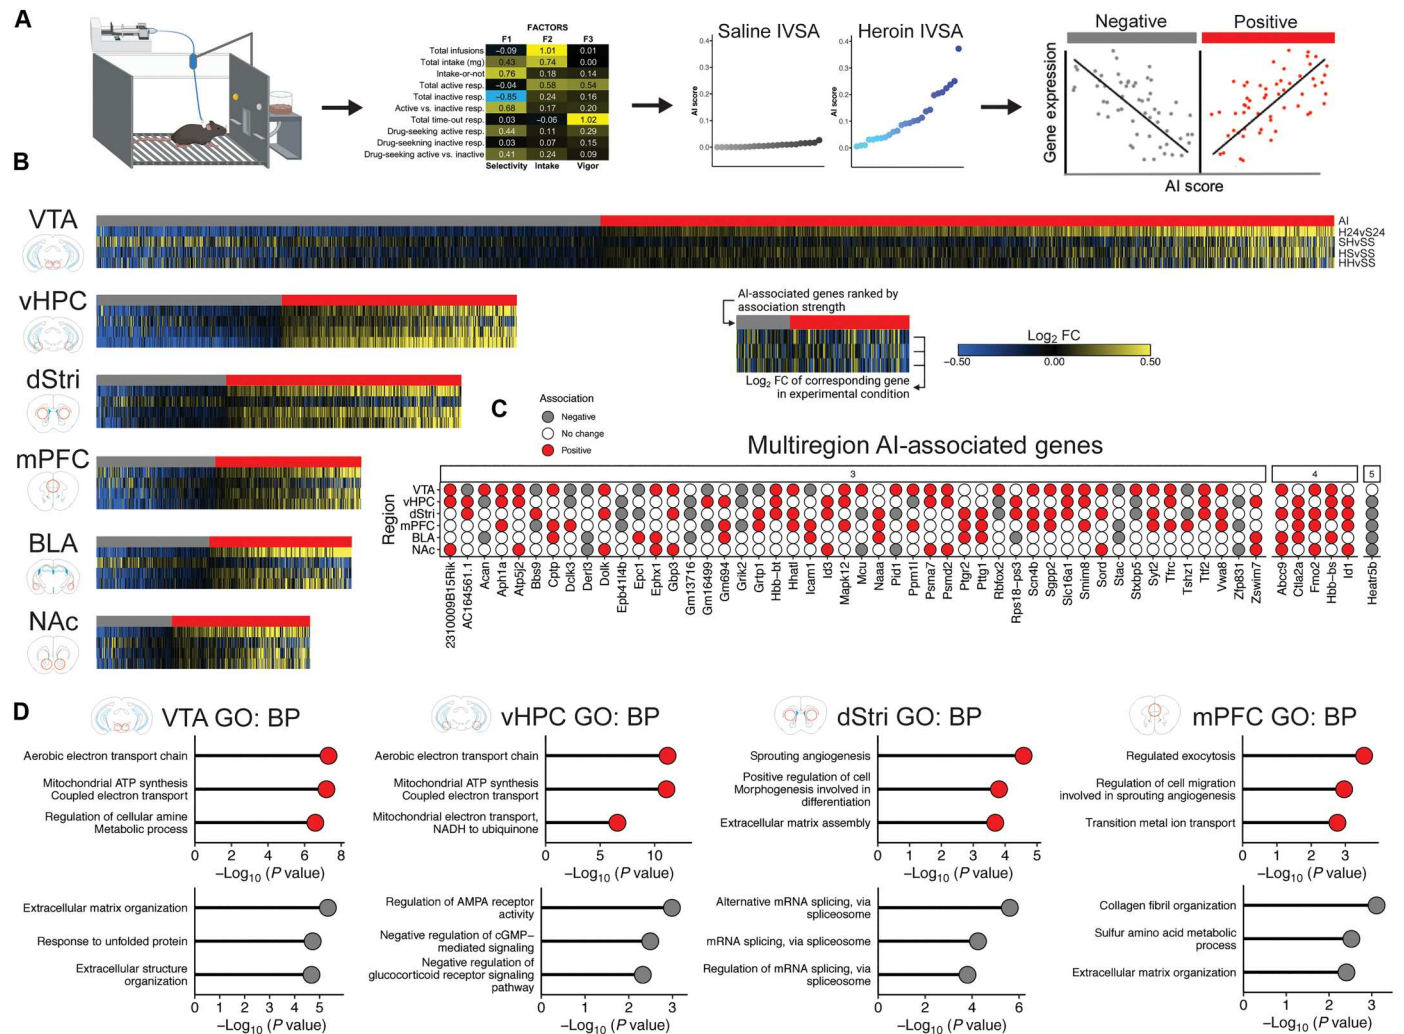 A
FACTORS
F1 F2 F3
Total infusions −0.09 1.01 0.01
Total intake (mg) 0.43 0.74 0.00
Intake-or-not 0.76 0.18 0.14
Total active resp. −0.04 0.58 0.54
Total inactive resp. −0.85 0.24 0.16
Active vs. inactive resp. 0.68 0.17 .20
Total time-out resp. 0.03 −0.06 1.02
Drug-seeking active resp. 0.44 0.11 0.29
Drug-seekning inactive resp. 0.03 0.07 0.15
Drug-seeking active vs. inactive 0.41 0.24 0.09
Selectivity Intake Vigor
Saline IVSA
AI score
0.4
0.3
0.2
0.1
0.0
Heroin IVSA
AI score
0.4
0.3
0.2
0.1
0.0
Negative Positive
Gene expression
AI score
B
VTA
AI
H24vS24
SHvSS
HSvSS
HHvSS
vHPC
dStri
mPFC
BLA
NAc
AI-associated genes ranked by
association strength
Log2 FC of corresponding gene
in experimental condition
Log2 FC
−0.50 0.00 0.50
C
Association
Negative
No change
Positive
Multiregion AI-associated genes
3 4 5
Region
VTA
vHPC
dStri
mPFC
BLA
NAc
2310009B15Rik
AC164561.1
Acan
Aph1a
Atp5j2
Bbs9
Cptp
Dclk3
Derl3
Dolk
Epb41l4b
Epc1
Ephx1
Gbp3
Gm13716
Gm16499
Gm694
Grik2
Grtp1
Hbb−bt
Hhatl
Icam1
Id3
Mapk12
Mcu
Naaa
Pid1
Ppm1l
Psma7
Psmd2
Ptgr2
Pttg1
Rbfox2
Rps18−ps3
Scn4b
Sgpp2
Slc16a1
Smim8
Sord
Stac
Stxbp5
Syt2
Tfrc
Tshz1
Ttf2
Vwa8
Zfp831
Zswim7
Abcc9
Ctla2a
Fmo2
Hbb−bs
Id1
Heatr5b
D
VTA GO: BP
Aerobic electron transport chain
Mitochondrial ATP synthesis
Coupled electron transport
Regulation of cellular amine
Metabolic process
0 2 4 6 8
−Log10 (P value)
Extracellular matrix organization
Response to unfolded protein
Extracellular structure
organization
0 1 2 3 4 5
−Log10 (P value)
vHPC GO: BP
Aerobic electron transport chain
Mitochondrial ATP synthesis
Coupled electron transport
Mitochondrial electron transport,
NADH to ubiquinone
0 5 10
−Log10 (P value)
Regulation of AMPA receptor
activity
Negative regulation of cGMP−
mediated signaling
Negative regulation of
glucocorticoid receptor signaling
pathway
0 1 2 3
−Log10 (P value)
dStri GO: BP
Sprouting angiogenesis
Positive regulation of cell
Morphogenesis involved in
differentiation
Extracellular matrix assembly
0 1 2 3 4 5
−Log10 (P value)
Alternative mRNA splicing, via
spliceosome
mRNA splicing, via spliceosome
Regulation of mRNA splicing, via
spliceosome
0 2 4 6
−Log10 (P value)
mPFC GO: BP
Regulated exocytosis
Regulation of cell migration
involved in sprouting angiogenesis
Transition metal ion transport
0 1 2 3
−Log10 (P value)
Collagen fibril organization
Sulfur amino acid metabolic
process
Extracellular matrix organization
0 1 2 3
−Log10 (P value)